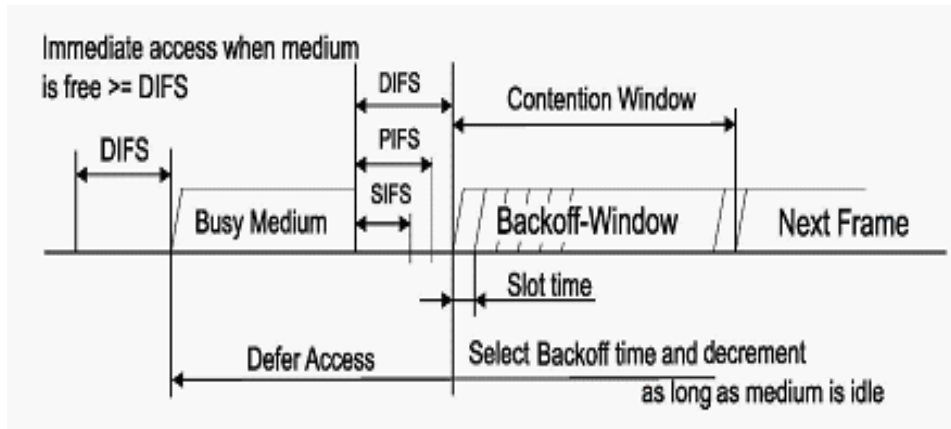 Immediate access when medium
is free >= DIFS
DIFS
DIFS
PIFS
SIFS
Contention Window
Busy Medium
Backoff-Window
Next Frame
Slot time
Defer Access
Select Backoff time and decrement
as long as medium is idle